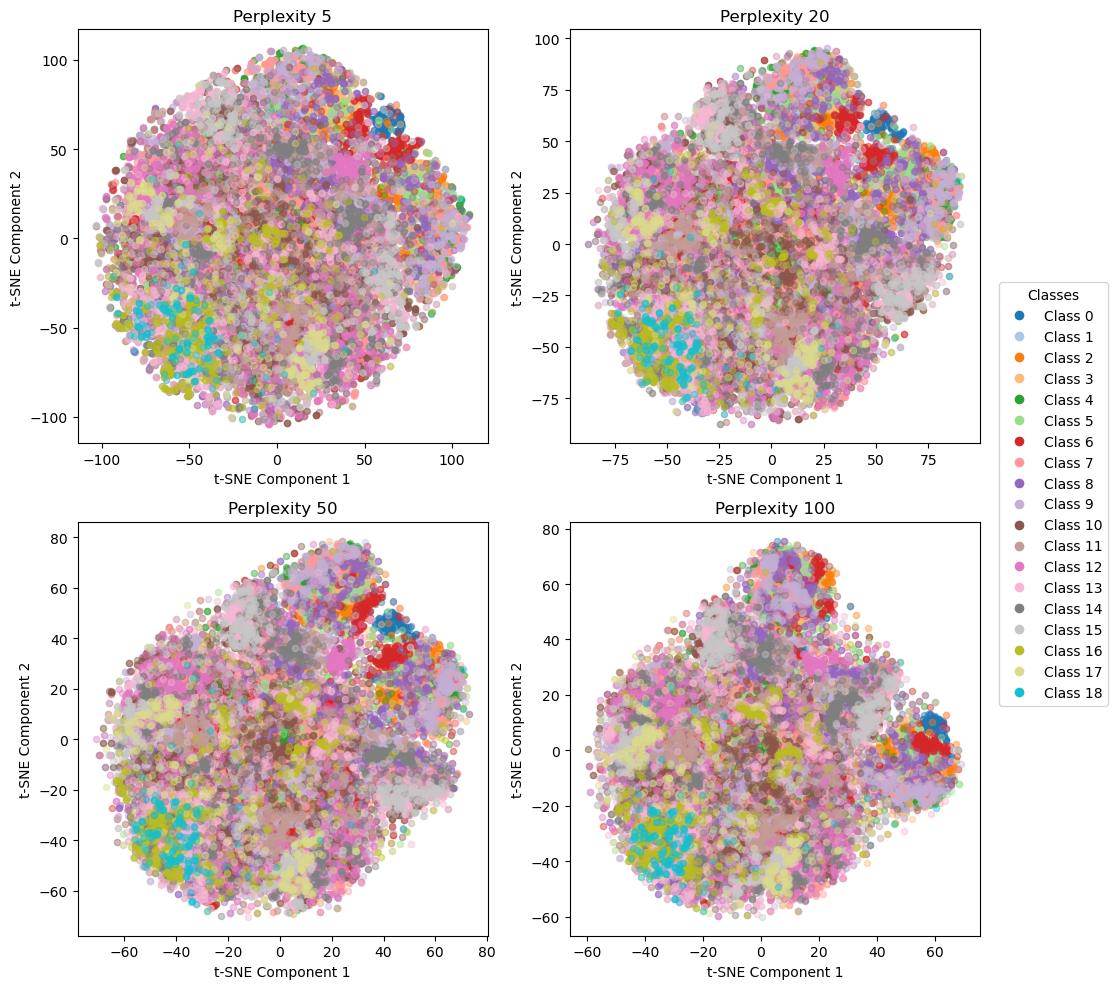 Perplexity 5
100
50
0
−50
−100
t-SNE Component 2
−100
−50
0
50
100
t-SNE Component 1
Perplexity 20
100
75
50
25
0
−25
−50
−75
t-SNE Component 2
−75
−50
−25
0
25
50
75
t-SNE Component 1
Perplexity 50
80
60
40
20
0
−20
−40
−60
t-SNE Component 2
−60
−40
−20
0
20
40
60
80
t-SNE Component 1
Perplexity 100
80
60
40
20
0
−20
−40
−60
t-SNE Component 2
−60
−40
−20
0
20
40
60
t-SNE Component 1
Classes
Class 0
Class 1
Class 2
Class 3
Class 4
Class 5
Class 6
Class 7
Class 8
Class 9
Class 10
Class 11
Class 12
Class 13
Class 14
Class 15
Class 16
Class 17
Class 18